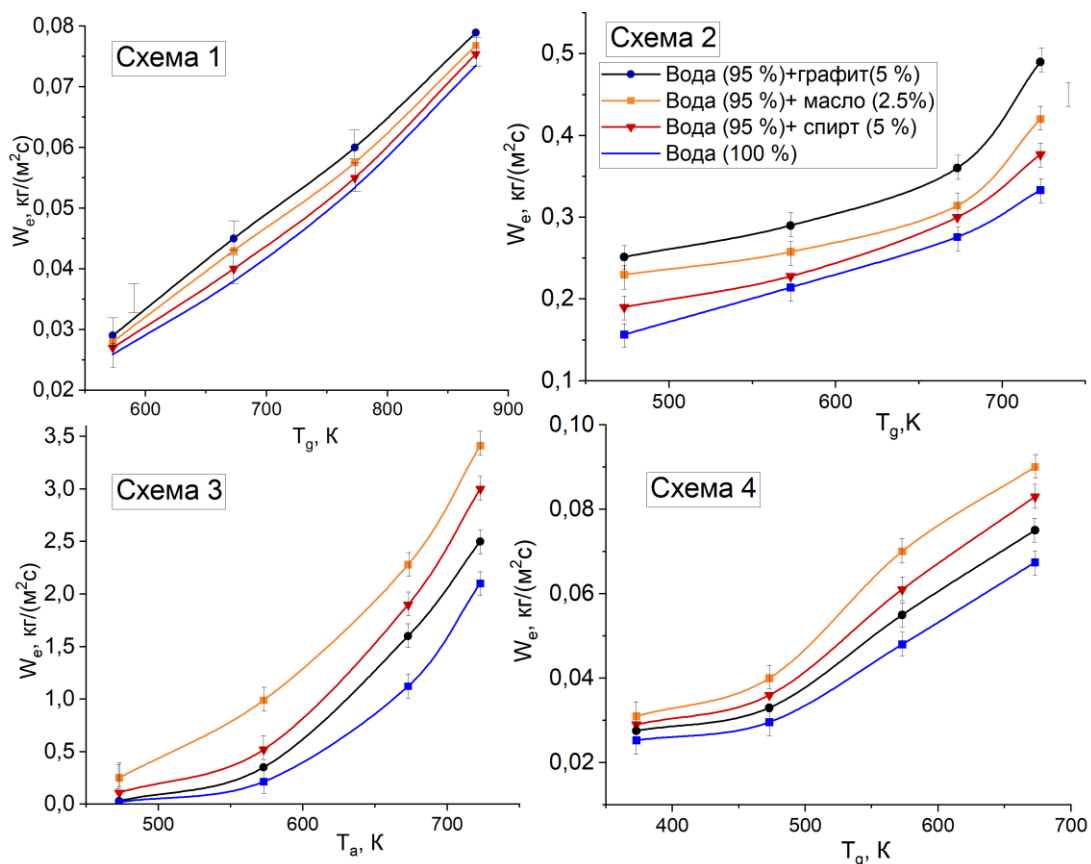 Схема 1
0,08
0,07
0,06
0,05
0,04
0,03
0,02
600
700
800
900
Wₑ, кг/(м²с)
T_g, К
Схема 2
Вода (95 %)+графит(5 %)
Вода (95 %)+ масло (2.5%)
Вода (95 %)+ спирт (5 %)
Вода (100 %)
0,5
0,4
0,3
0,2
0,1
500
600
700
Wₑ, кг/(м²с)
T_g,K
Схема 3
3,5
3,0
2,5
2,0
1,5
1,0
0,5
0,0
500
600
700
Wₑ, кг/(м²с)
Tₐ, К
Схема 4
0,10
0,08
0,06
0,04
0,02
400
500
600
700
Wₑ, кг/(м²с)
T_g, К